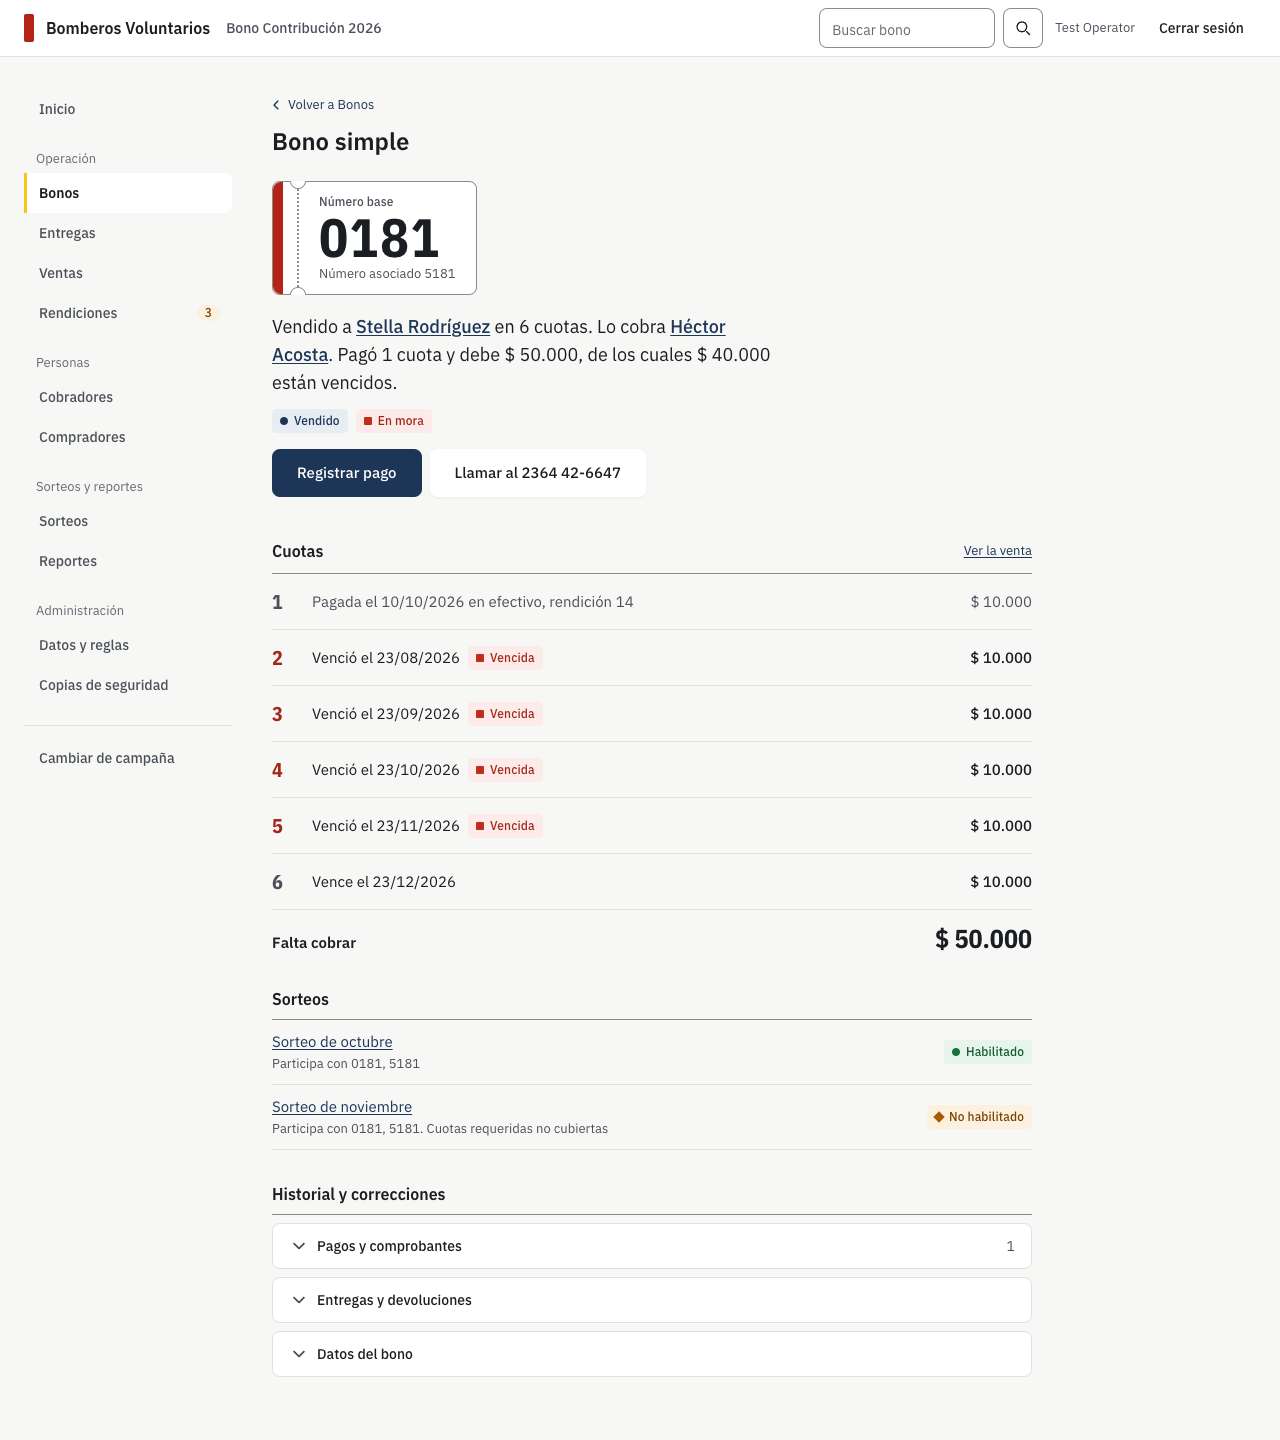 Bomberos Voluntarios
Bono Contribución 2026
Buscar bono
Test Operator
Cerrar sesión
Inicio
Operación
Bonos
Entregas
Ventas
Rendiciones 3
Personas
Cobradores
Compradores
Sorteos y reportes
Sorteos
Reportes
Administración
Datos y reglas
Copias de seguridad
Cambiar de campaña
Volver a Bonos
Bono simple
Número base
0181
Número asociado 5181
Vendido a Stella Rodríguez en 6 cuotas. Lo cobra Héctor
Acosta. Pagó 1 cuota y debe $ 50.000, de los cuales $ 40.000
están vencidos.
Vendido En mora
Registrar pago Llamar al 2364 42-6647
Cuotas Ver la venta
1 Pagada el 10/10/2026 en efectivo, rendición 14 $ 10.000
2 Venció el 23/08/2026 Vencida $ 10.000
3 Venció el 23/09/2026 Vencida $ 10.000
4 Venció el 23/10/2026 Vencida $ 10.000
5 Venció el 23/11/2026 Vencida $ 10.000
6 Vence el 23/12/2026 $ 10.000
Falta cobrar $ 50.000
Sorteos
Sorteo de octubre
Participa con 0181, 5181
Habilitado
Sorteo de noviembre
Participa con 0181, 5181. Cuotas requeridas no cubiertas
No habilitado
Historial y correcciones
Pagos y comprobantes 1
Entregas y devoluciones
Datos del bono